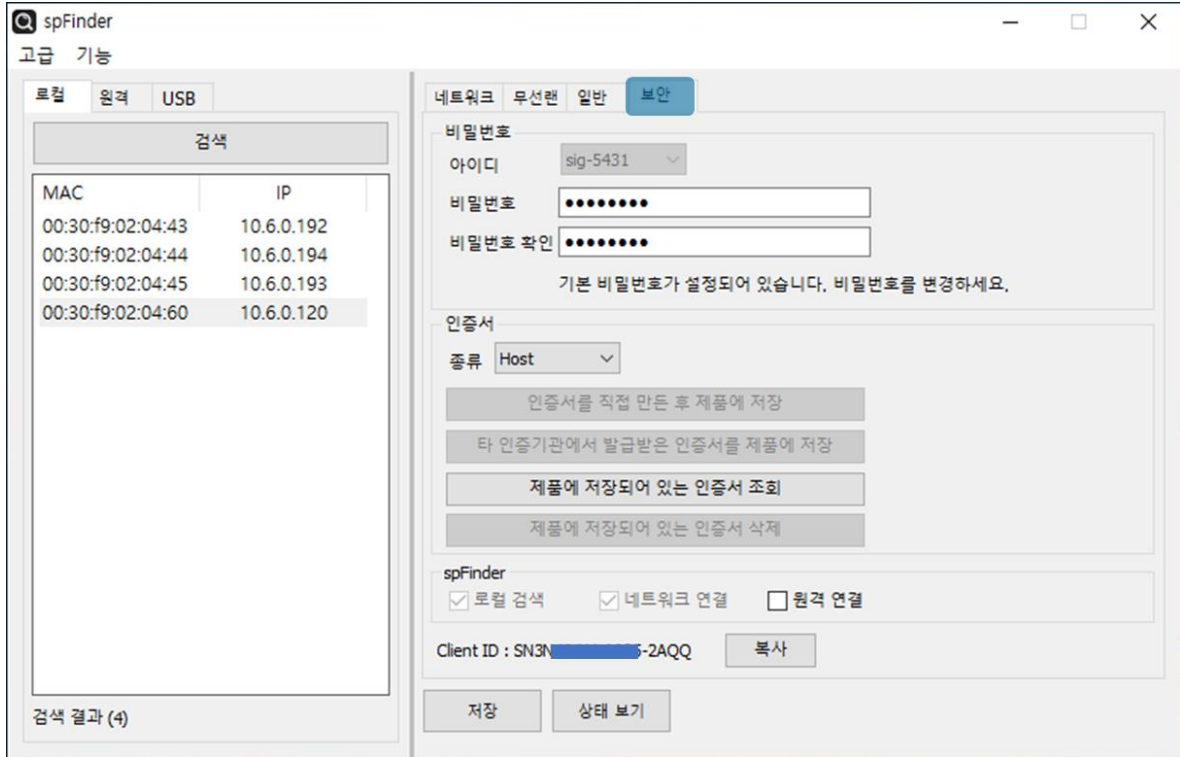 spFinder
고급 기능
로컬 원격 USB
검색
MAC IP
00:30:f9:02:04:43 10.6.0.192
00:30:f9:02:04:44 10.6.0.194
00:30:f9:02:04:45 10.6.0.193
00:30:f9:02:04:60 10.6.0.120
검색 결과 (4)
네트워크 무선랜 일반 보안
비밀번호
아이디 sig-5431
비밀번호 ●●●●●●●●
비밀번호 확인 ●●●●●●●●
기본 비밀번호가 설정되어 있습니다. 비밀번호를 변경하세요.
인증서
종류 Host
인증서를 직접 만든 후 제품에 저장
타 인증기관에서 발급받은 인증서를 제품에 저장
제품에 저장되어 있는 인증서 조회
제품에 저장되어 있는 인증서 삭제
spFinder
로컬 검색 네트워크 연결 원격 연결
Client ID : SN3N -2AQQ 복사
저장 상태 보기